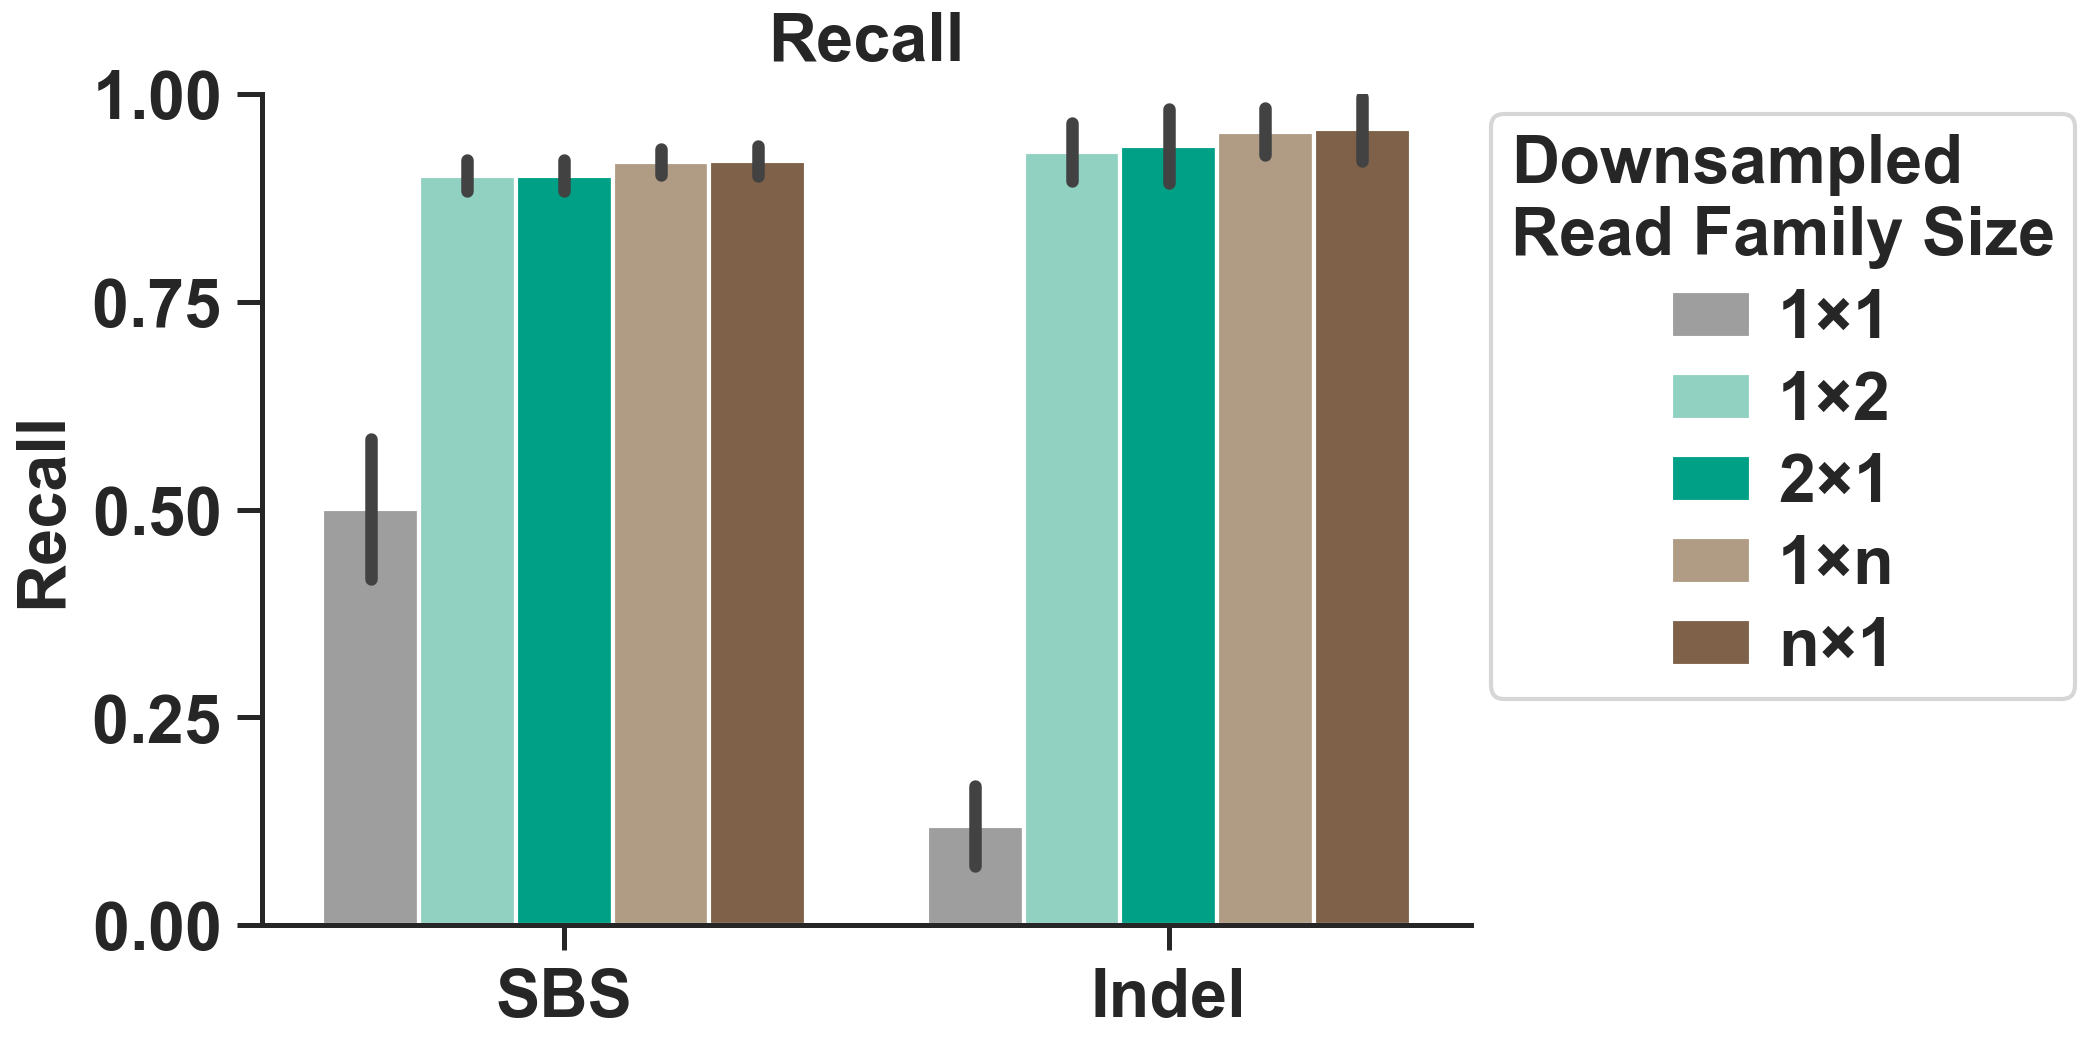 Recall
1.00
0.75
0.50
0.25
0.00
Recall
SBS
Indel
Downsampled
Read Family Size
1×1
1×2
2×1
1×n
n×1